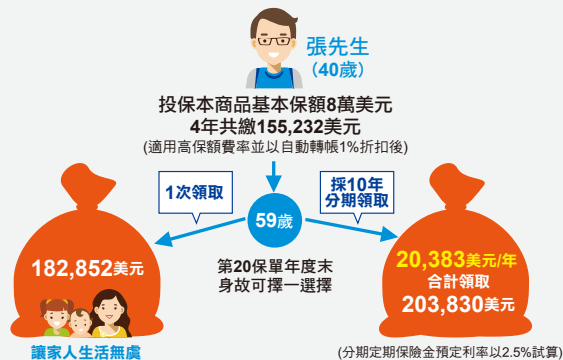 張先生
（40歲）
投保本商品基本保額8萬美元
4年共繳155,232美元
(適用高保額費率並以自動轉帳1%折扣後)
1次領取
採10年
分期領取
59歲
182,852美元
第20保單年度末
身故可擇一選擇
20,383美元/年
合計領取
203,830美元
讓家人生活無虞
(分期定期保險金預定利率以2.5%試算)